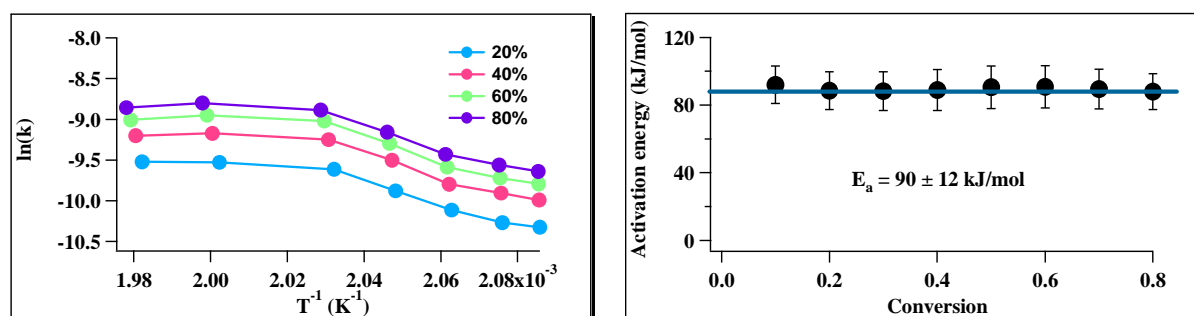 -8.0
-8.5
-9.0
-9.5
-10.0
-10.5
ln(k)
20%
40%
60%
80%
1.98 2.00 2.02 2.04 2.06 2.08x10⁻³
T⁻¹ (K⁻¹)
120
80
40
0
Activation energy (kJ/mol)
Eₐ = 90 ± 12 kJ/mol
0.0 0.2 0.4 0.6 0.8
Conversion